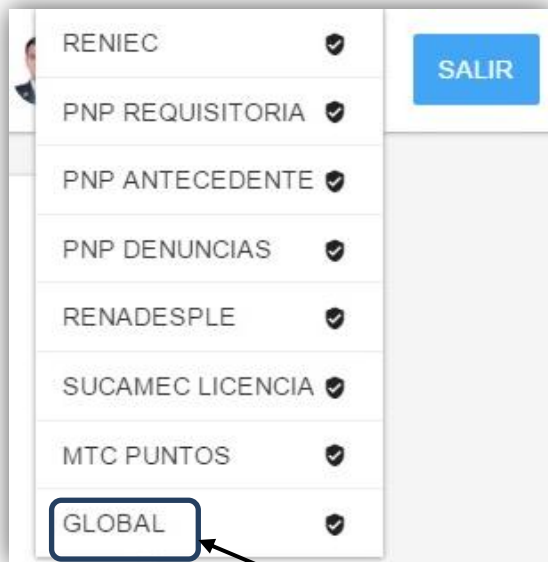 RENIEC
SALIR
PNP REQUISITORIA
PNP ANTECEDENTE
PNP DENUNCIAS
RENADESPLE
SUCAMEC LICENCIA
MTC PUNTOS
GLOBAL